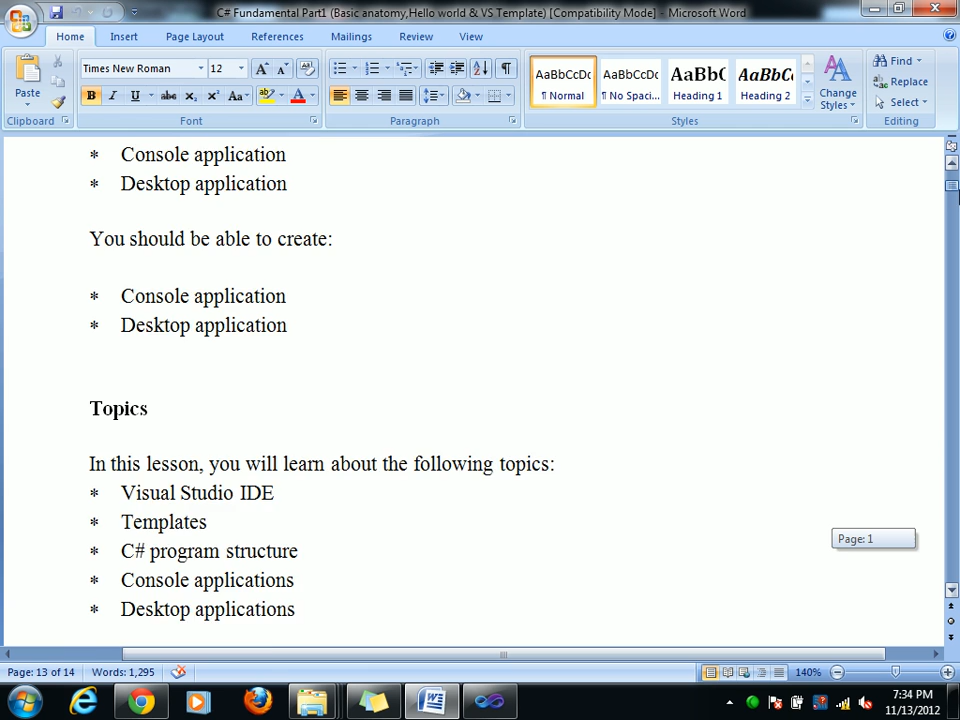 C# Fundamental Part1 (Basic anatomy,Hello world & VS Template) [Compatibility Mode] - Microsoft Word
Home Insert Page Layout References Mailings Review View
Paste
Clipboard
Times New Roman 12
B I U abc X₂ X² Aa
Font
Paragraph
AaBbCcDc AaBbCcDc AaBbC AaBbCc
¶ Normal ¶ No Spaci... Heading 1 Heading 2
Change Styles
Styles
Find
Replace
Select
Editing
* Console application
* Desktop application
You should be able to create:
* Console application
* Desktop application
Topics
In this lesson, you will learn about the following topics:
* Visual Studio IDE
* Templates
* C# program structure
* Console applications
* Desktop applications
Page: 1
Page: 13 of 14 Words: 1,295 140%
7:34 PM
11/13/2012